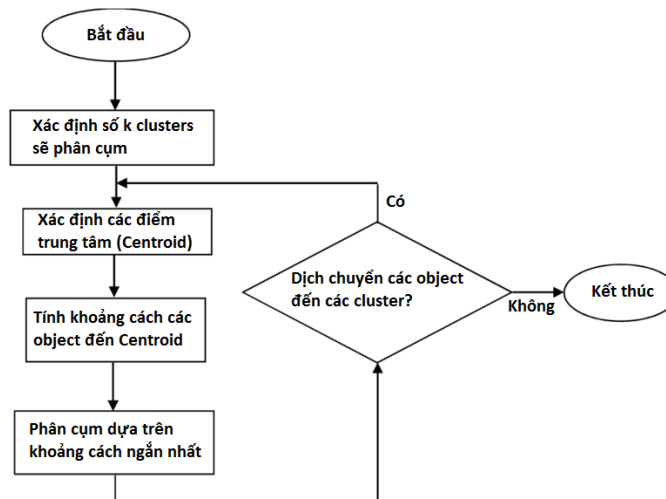 Bắt đầu
Xác định số k clusters
sẽ phân cụm
Xác định các điểm
trung tâm (Centroid)
Tính khoảng cách các
object đến Centroid
Phân cụm dựa trên
khoảng cách ngắn nhất
Dịch chuyển các object
đến các cluster?
Có
Không
Kết thúc